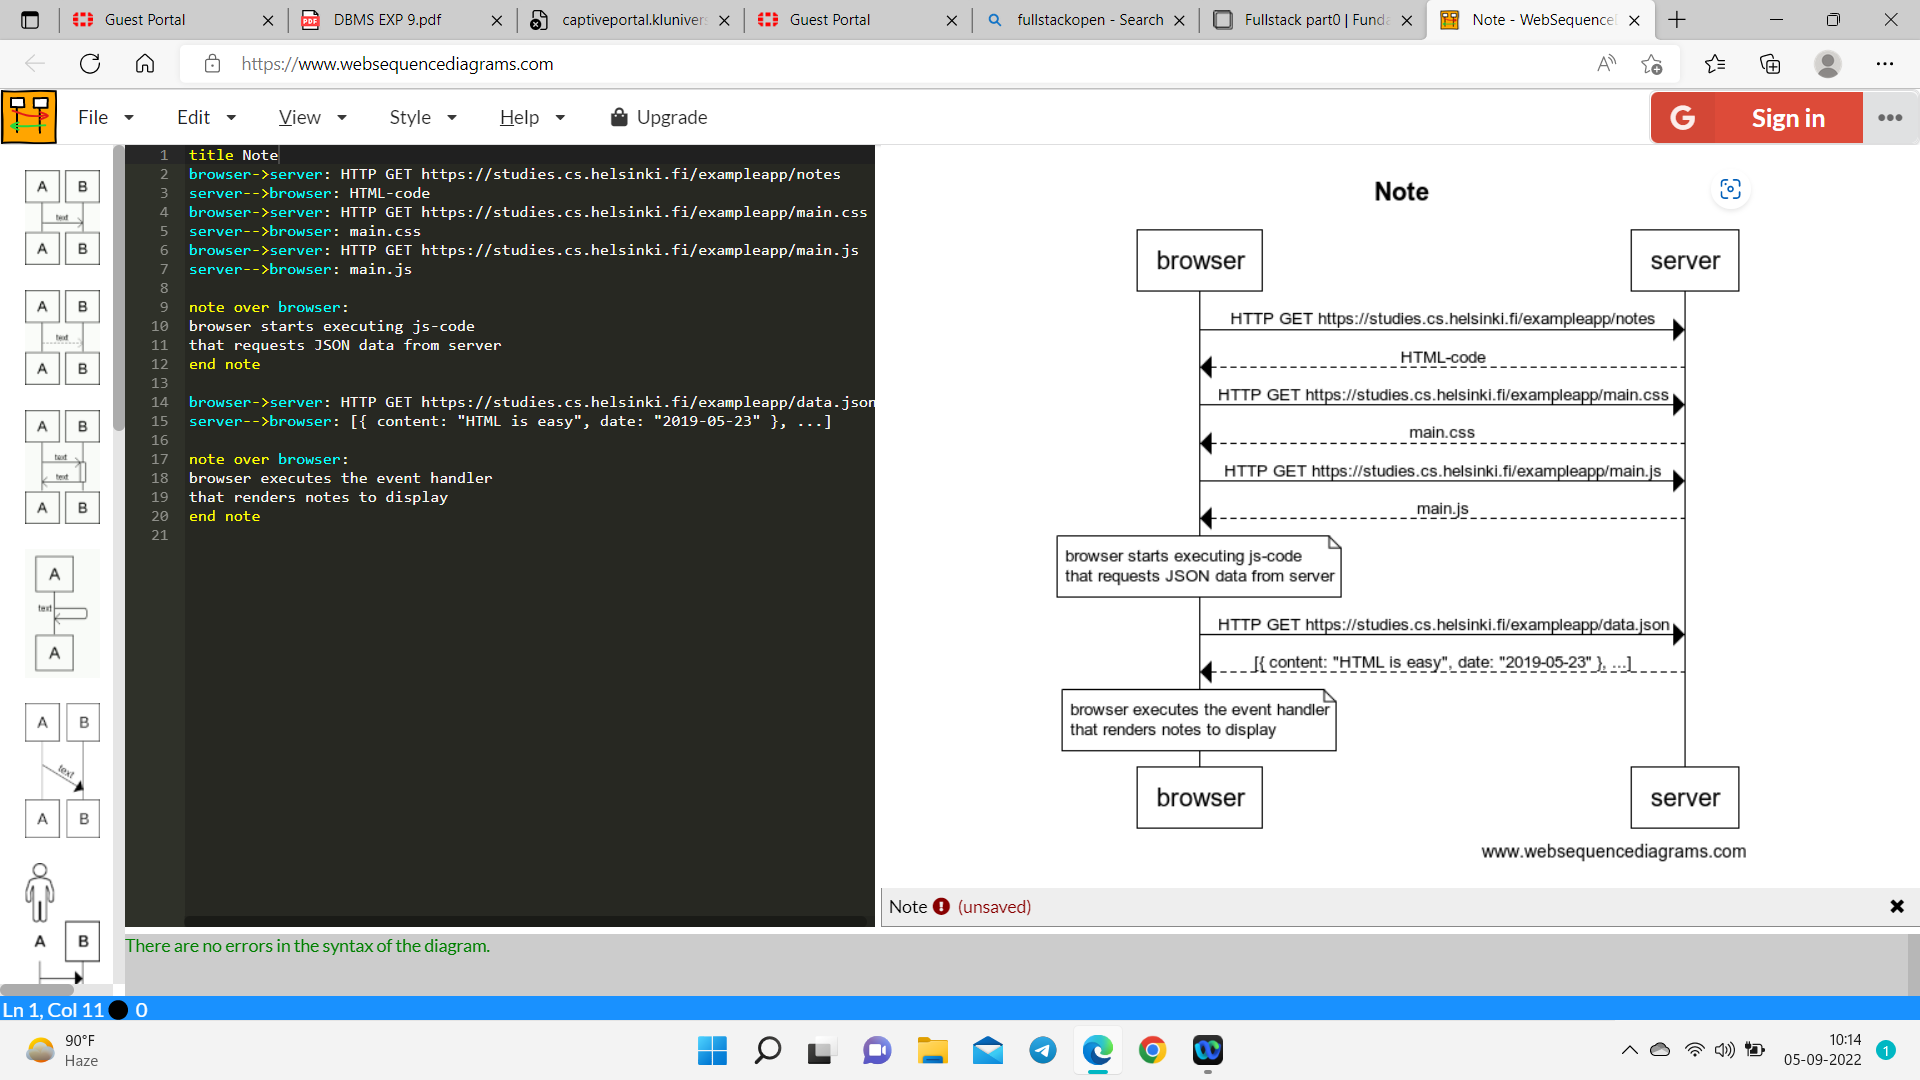 Guest Portal
DBMS EXP 9.pdf
captiveportal.klunivers
Guest Portal
fullstackopen - Search
Fullstack part0 | Funda
Note - WebSequenceD
https://www.websequencediagrams.com
File Edit View Style Help Upgrade
G Sign in
1 title Note
2 browser->server: HTTP GET https://studies.cs.helsinki.fi/exampleapp/notes
3 server-->browser: HTML-code
4 browser->server: HTTP GET https://studies.cs.helsinki.fi/exampleapp/main.css
5 server-->browser: main.css
6 browser->server: HTTP GET https://studies.cs.helsinki.fi/exampleapp/main.js
7 server-->browser: main.js
8
9 note over browser:
10 browser starts executing js-code
11 that requests JSON data from server
12 end note
13
14 browser->server: HTTP GET https://studies.cs.helsinki.fi/exampleapp/data.json
15 server-->browser: [{ content: "HTML is easy", date: "2019-05-23" }, ...]
16
17 note over browser:
18 browser executes the event handler
19 that renders notes to display
20 end note
21
A B
text
A B
A B
text
A B
A B
text
text
A B
A
text
A
A B
text
A B
A B
Note
browser server
HTTP GET https://studies.cs.helsinki.fi/exampleapp/notes
HTML-code
HTTP GET https://studies.cs.helsinki.fi/exampleapp/main.css
main.css
HTTP GET https://studies.cs.helsinki.fi/exampleapp/main.js
main.js
browser starts executing js-code
that requests JSON data from server
HTTP GET https://studies.cs.helsinki.fi/exampleapp/data.json
[{ content: "HTML is easy", date: "2019-05-23" }, ...]
browser executes the event handler
that renders notes to display
browser server
www.websequencediagrams.com
Note (unsaved)
There are no errors in the syntax of the diagram.
Ln 1, Col 11 0
90°F
Haze
10:14
05-09-2022
1